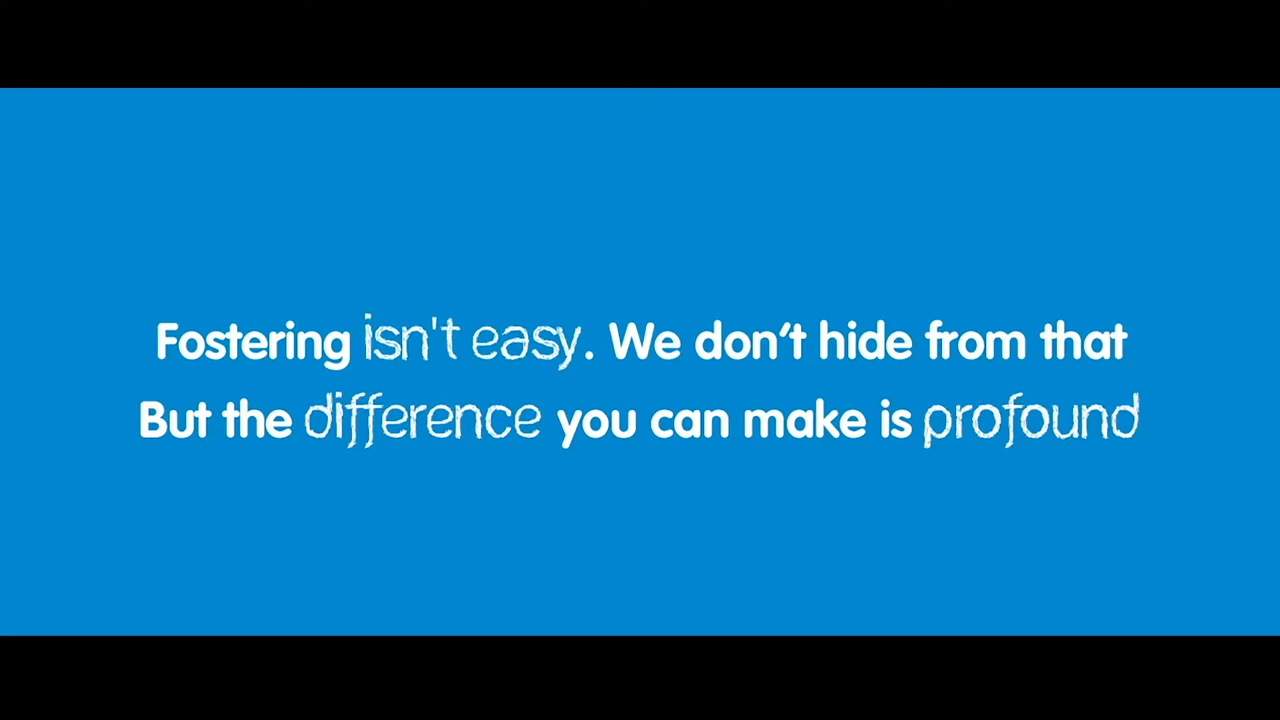 Fostering isn't easy. We don’t hide from that
But the difference you can make is profound